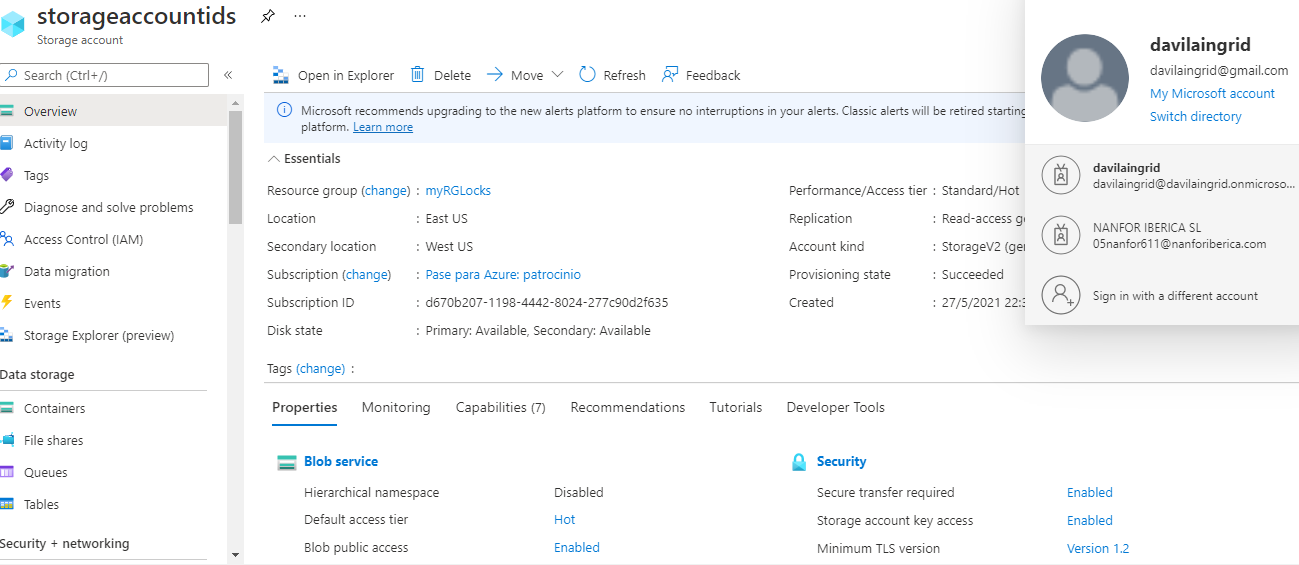 storageaccountids
Storage account
Search (Ctrl+/)
Overview
Activity log
Tags
Diagnose and solve problems
Access Control (IAM)
Data migration
Events
Storage Explorer (preview)
Data storage
Containers
File shares
Queues
Tables
Security + networking
Open in Explorer Delete Move Refresh Feedback
Microsoft recommends upgrading to the new alerts platform to ensure no interruptions in your alerts. Classic alerts will be retired starting
platform. Learn more
Essentials
Resource group (change) : myRGLocks
Location : East US
Secondary location : West US
Subscription (change) : Pase para Azure: patrocinio
Subscription ID : d670b207-1198-4442-8024-277c90d2f635
Disk state : Primary: Available, Secondary: Available
Performance/Access tier : Standard/Hot
Replication : Read-access
Account kind : StorageV2 (gen
Provisioning state : Succeeded
Created : 27/5/2021
Tags (change) :
Properties Monitoring Capabilities (7) Recommendations Tutorials Developer Tools
Blob service
Hierarchical namespace Disabled
Default access tier Hot
Blob public access Enabled
Security
Secure transfer required Enabled
Storage account key access Enabled
Minimum TLS version Version 1.2
davilaingrid
davilaingrid@gmail.com
My Microsoft account
Switch directory
davilaingrid
davilaingrid@davilaingrid.onmicroso...
NANFOR IBERICA SL
05nanfor611@nanforiberica.com
Sign in with a different account